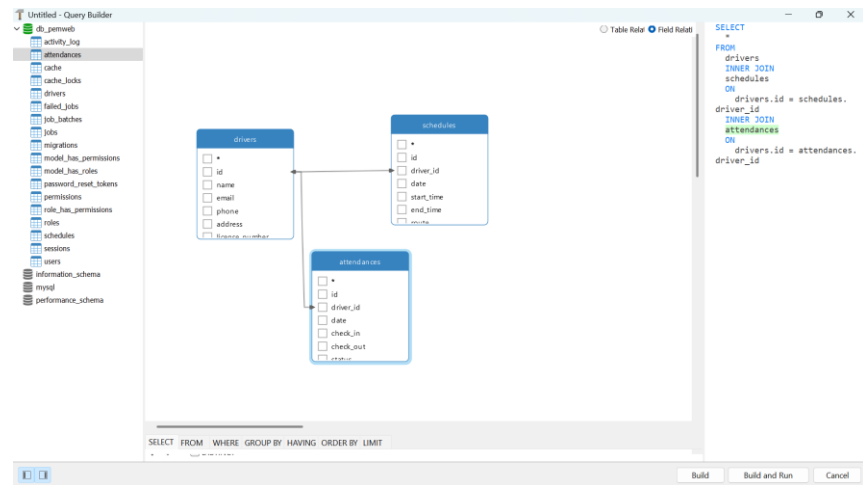 Untitled - Query Builder
db_pemweb
activity_log
attendances
cache
cache_locks
drivers
failed_jobs
job_batches
jobs
migrations
model_has_permissions
model_has_roles
password_reset_tokens
permissions
role_has_permissions
roles
schedules
sessions
users
information_schema
mysql
performance_schema
Table Relat
Field Relati
drivers
*
id
name
email
phone
address
license_number
schedules
*
id
driver_id
date
start_time
end_time
route
attendances
*
id
driver_id
date
check_in
check_out
status
SELECT FROM WHERE GROUP BY HAVING ORDER BY LIMIT
SELECT
*
FROM
drivers
INNER JOIN
schedules
ON
drivers.id = schedules.
driver_id
INNER JOIN
attendances
ON
drivers.id = attendances.
driver_id
Build
Build and Run
Cancel